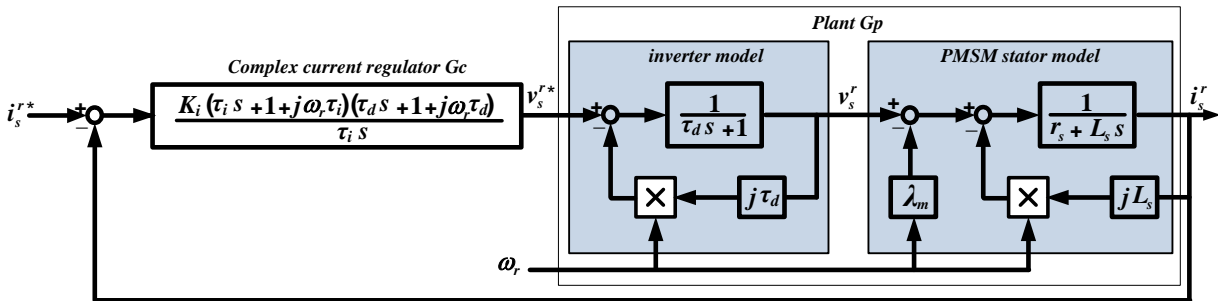 Plant Gp
inverter model
PMSM stator model
Complex current regulator Gc
i_s^{r*}
+
−
K_i (τ_i s + 1 + jω_r τ_i)(τ_d s + 1 + jω_r τ_d)
τ_i s
v_s^{r*}
+
−
1
τ_d s + 1
v_s^r
+
−
+
−
1
r_s + L_s s
i_s^r
×
jτ_d
λ_m
×
jL_s
ω_r